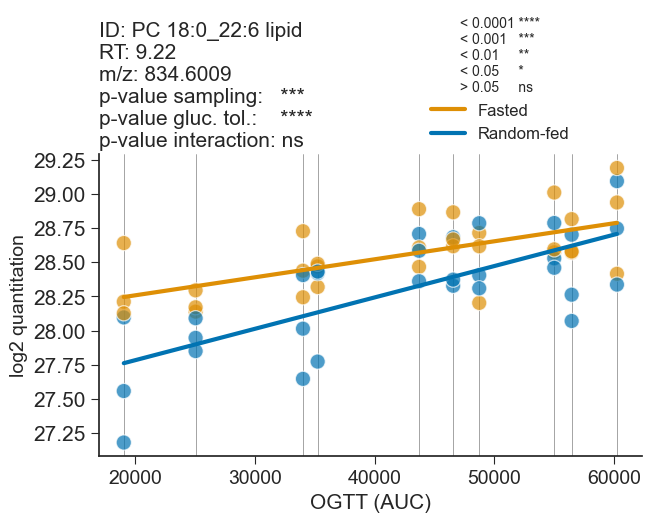 ID: PC 18:0_22:6 lipid
RT: 9.22
m/z: 834.6009
p-value sampling: ***
p-value gluc. tol.: ****
p-value interaction: ns
< 0.0001 ****
< 0.001 ***
< 0.01 **
< 0.05 *
> 0.05 ns
Fasted
Random-fed
29.25
29.00
28.75
28.50
28.25
28.00
27.75
27.50
27.25
log2 quantitation
20000 30000 40000 50000 60000
OGTT (AUC)